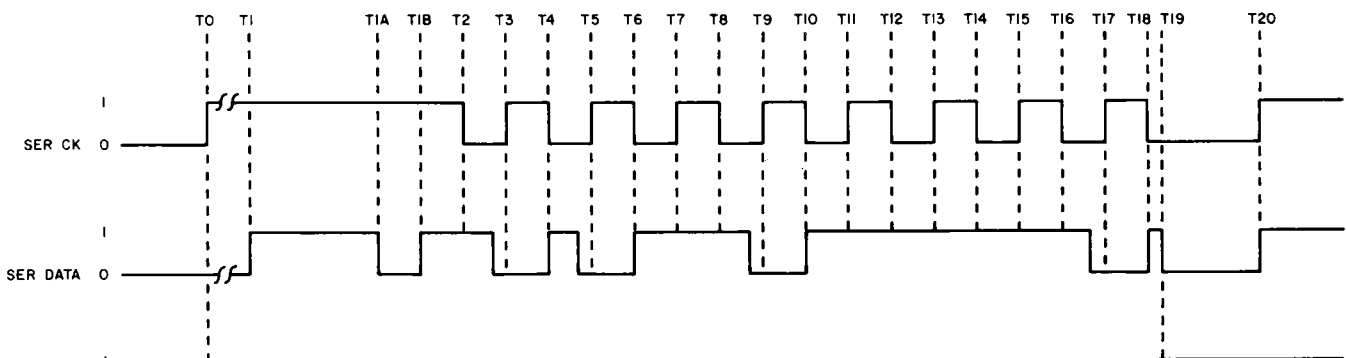 T0 T1 T1A T1B T2 T3 T4 T5 T6 T7 T8 T9 T10 T11 T12 T13 T14 T15 T16 T17 T18 T19 T20
1
SER CK 0
1
SER DATA 0